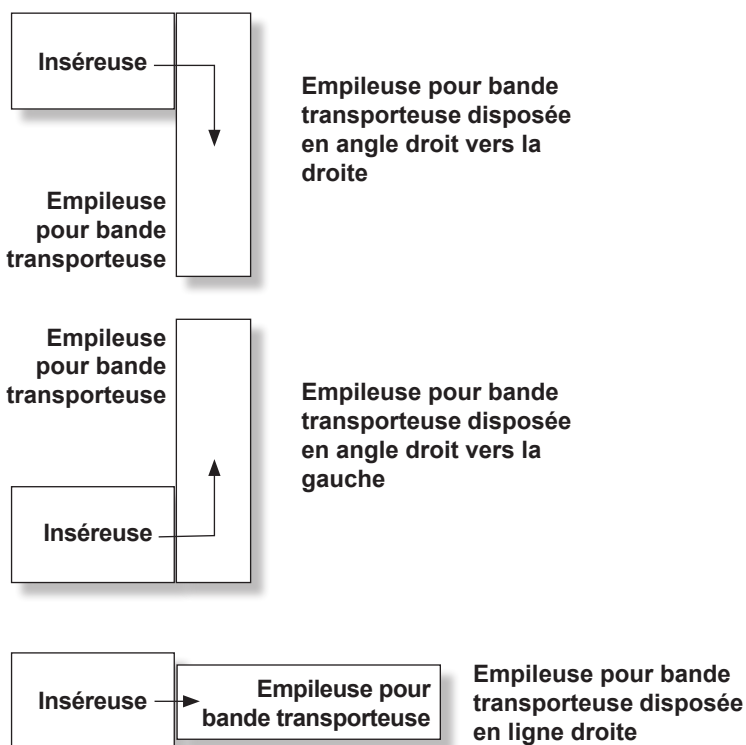 Inséreuse
Empileuse pour bande
transporteuse disposée
en angle droit vers la
droite
Empileuse
pour bande
transporteuse
Empileuse
pour bande
transporteuse
Empileuse pour bande
transporteuse disposée
en angle droit vers la
gauche
Inséreuse
Inséreuse
Empileuse pour
bande transporteuse
Empileuse pour bande
transporteuse disposée
en ligne droite